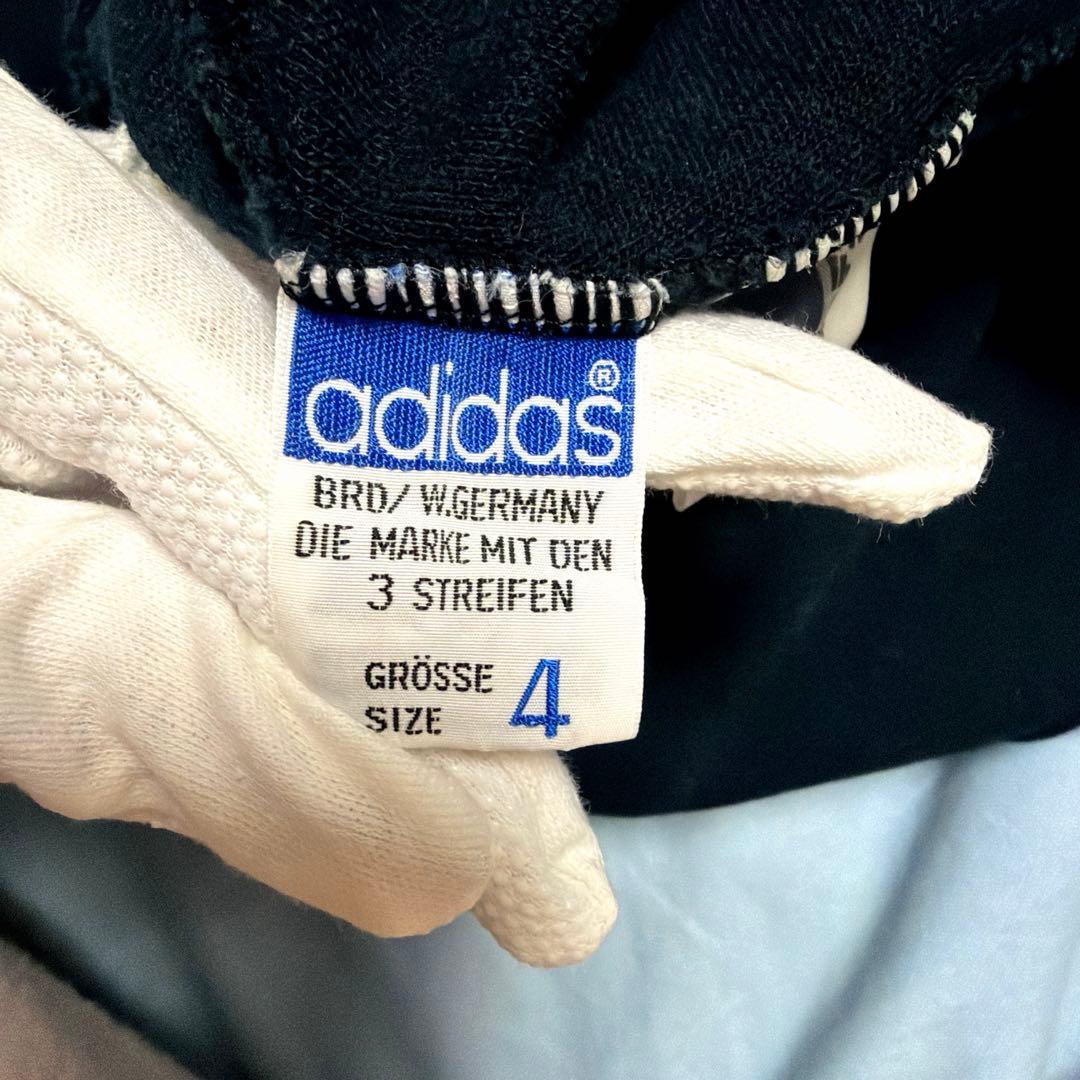 adidas®
BRD/ W.GERMANY
DIE MARKE MIT DEN
3 STREIFEN
GRÖSSE 4
SIZE